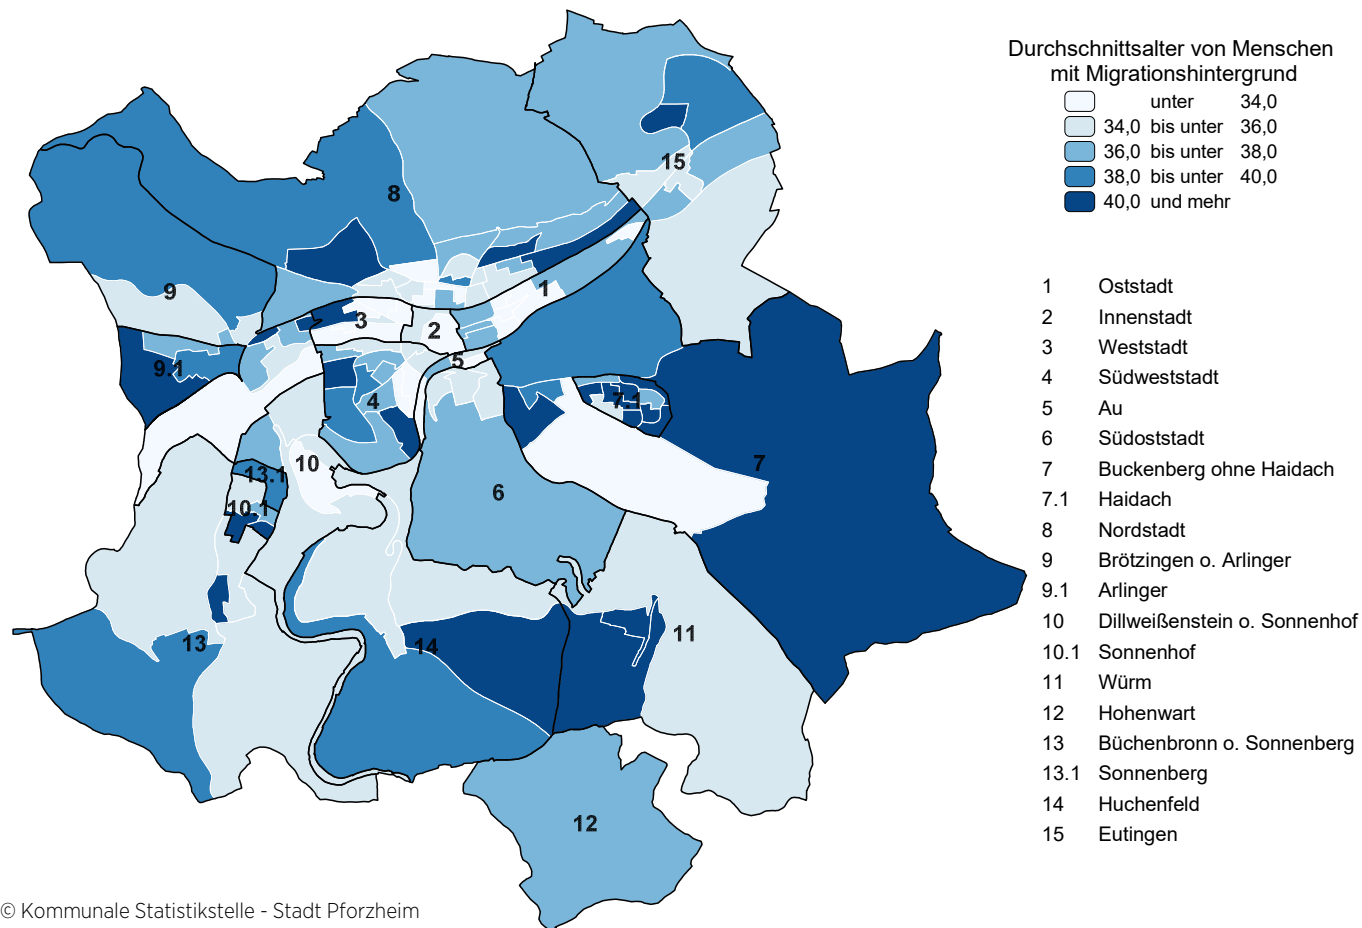 Durchschnittsalter von Menschen
mit Migrationshintergrund
unter 34,0
34,0 bis unter 36,0
36,0 bis unter 38,0
38,0 bis unter 40,0
40,0 und mehr
1 Oststadt
2 Innenstadt
3 Weststadt
4 Südweststadt
5 Au
6 Südoststadt
7 Buckenberg ohne Haidach
7.1 Haidach
8 Nordstadt
9 Brötzingen o. Arlinger
9.1 Arlinger
10 Dillweißenstein o. Sonnenhof
10.1 Sonnenhof
11 Würm
12 Hohenwart
13 Büchenbronn o. Sonnenberg
13.1 Sonnenberg
14 Huchenfeld
15 Eutingen
15
8
9
1
3
2
5
9.1
4
7.1
10
7
13.1
6
10.1
11
13
14
12
© Kommunale Statistikstelle - Stadt Pforzheim